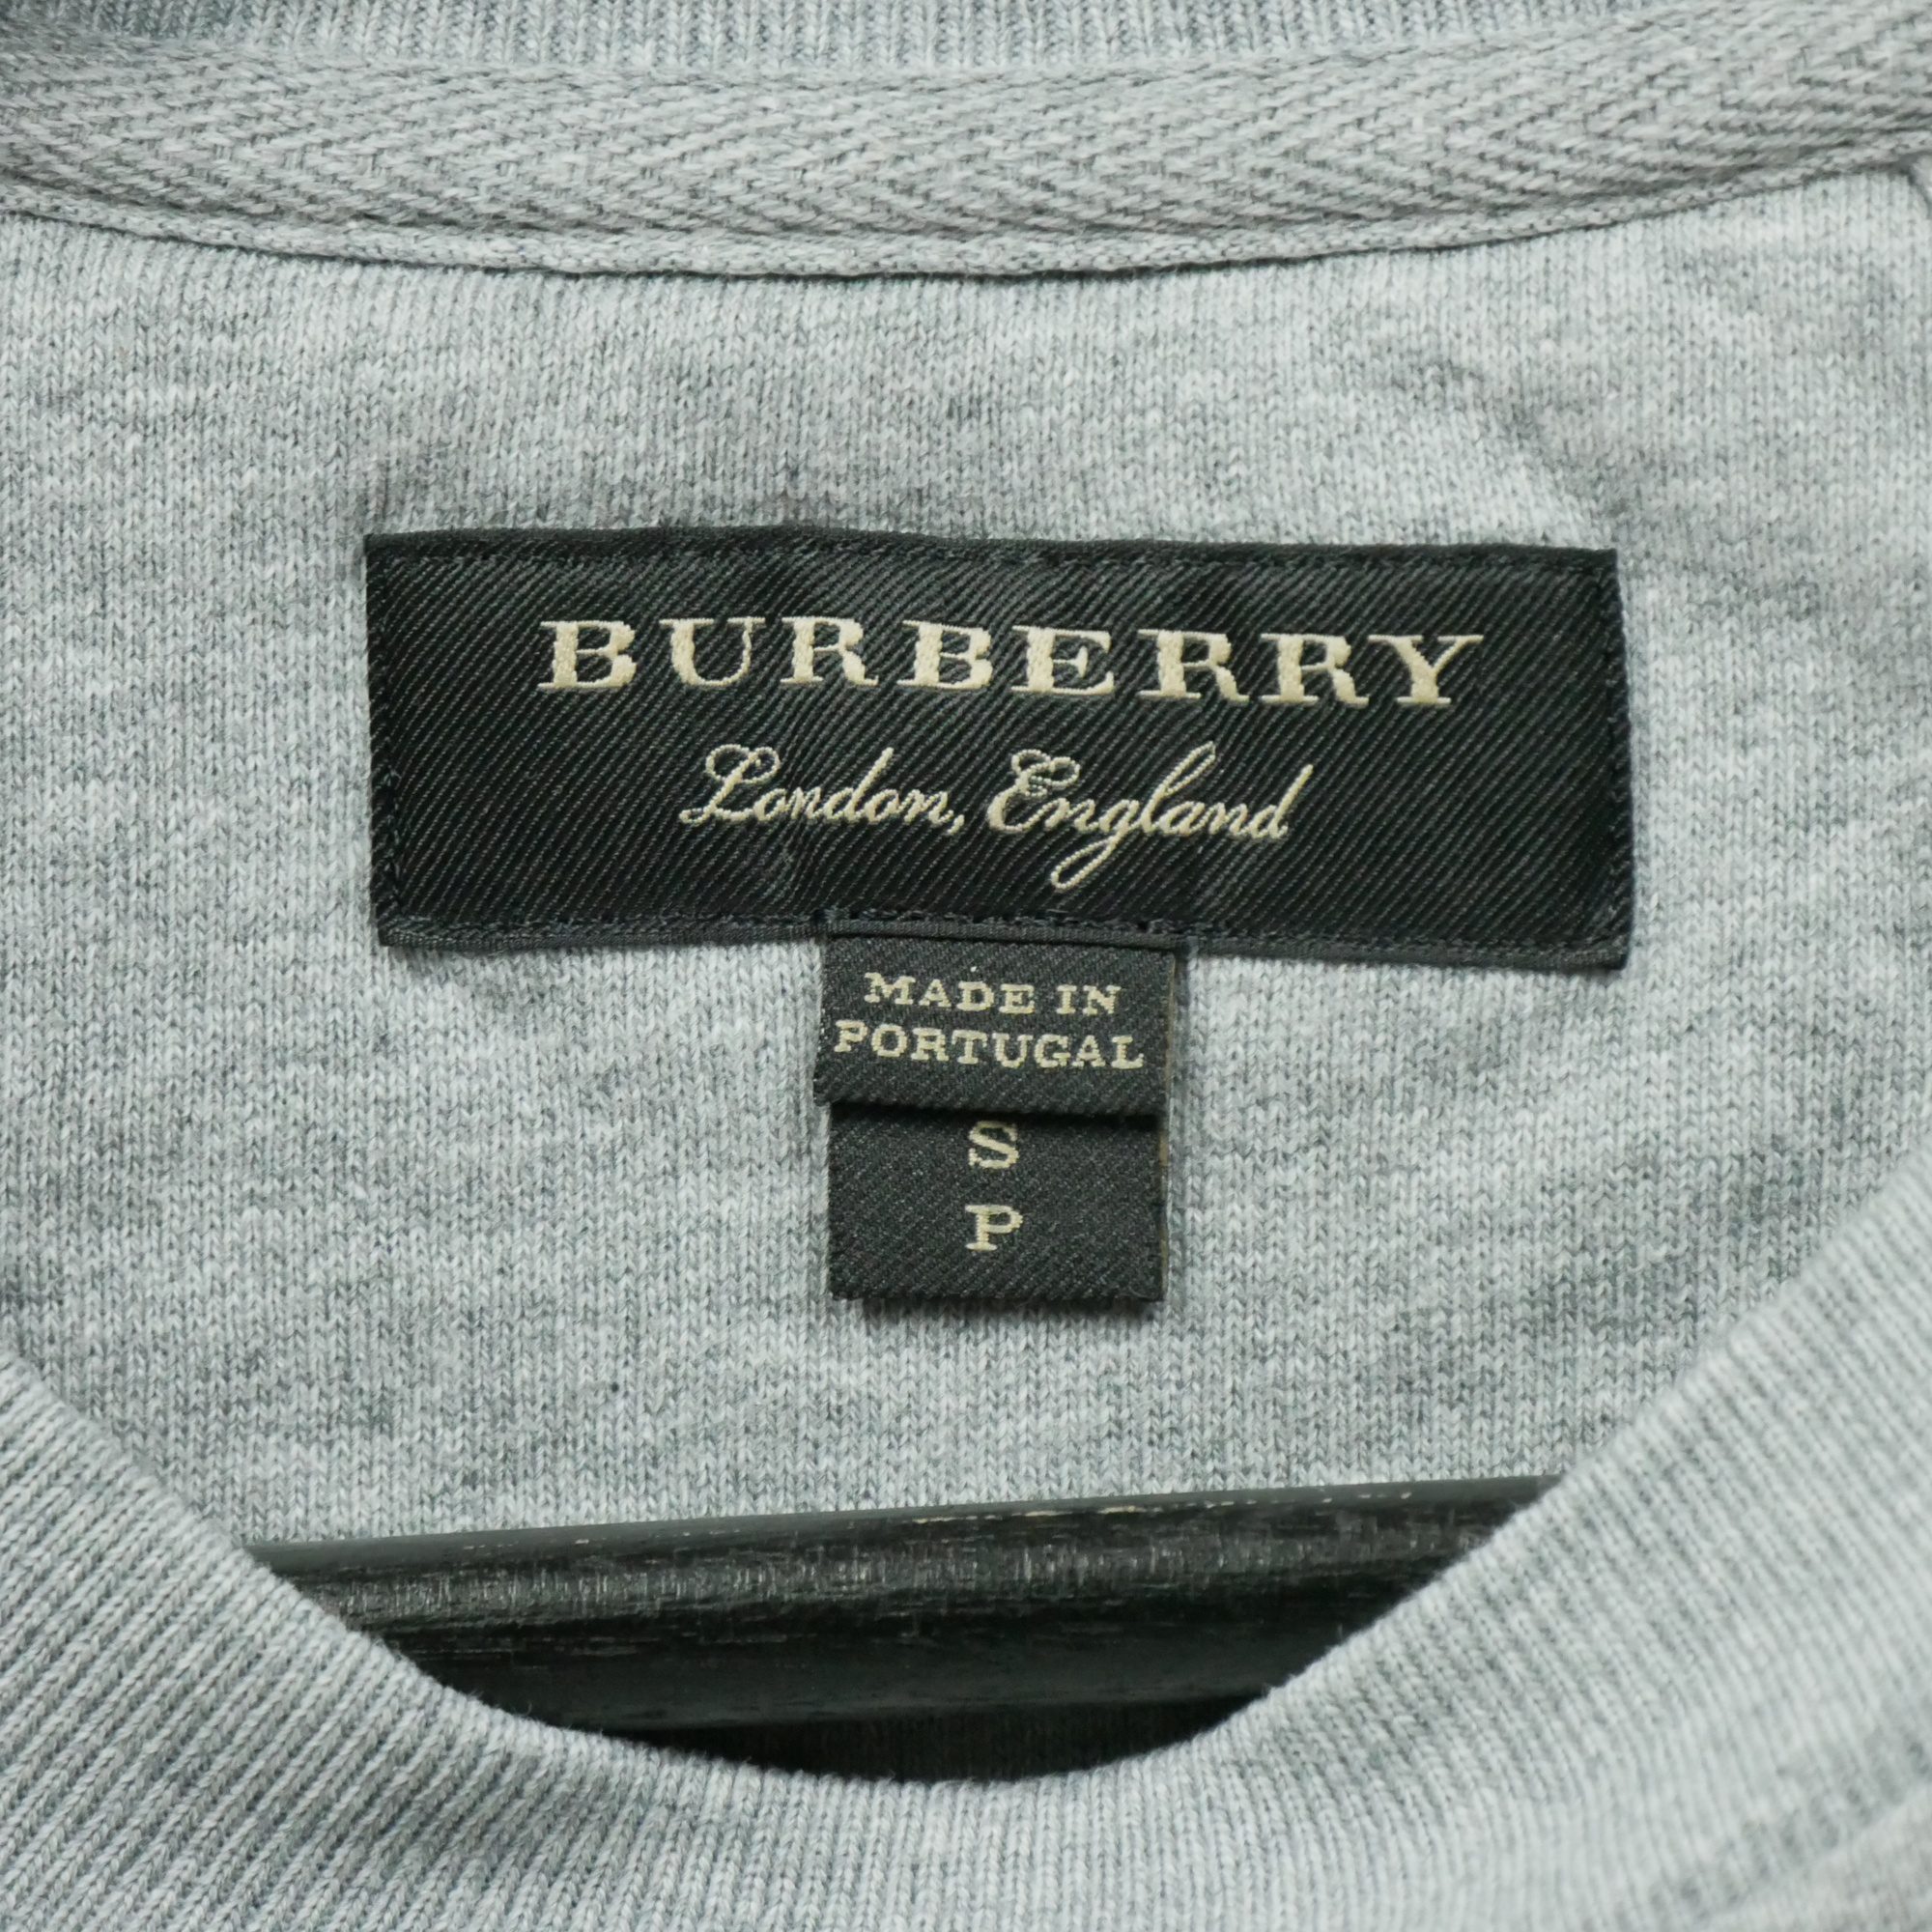 BURBERRY
London, England
MADE IN
PORTUGAL
S
P